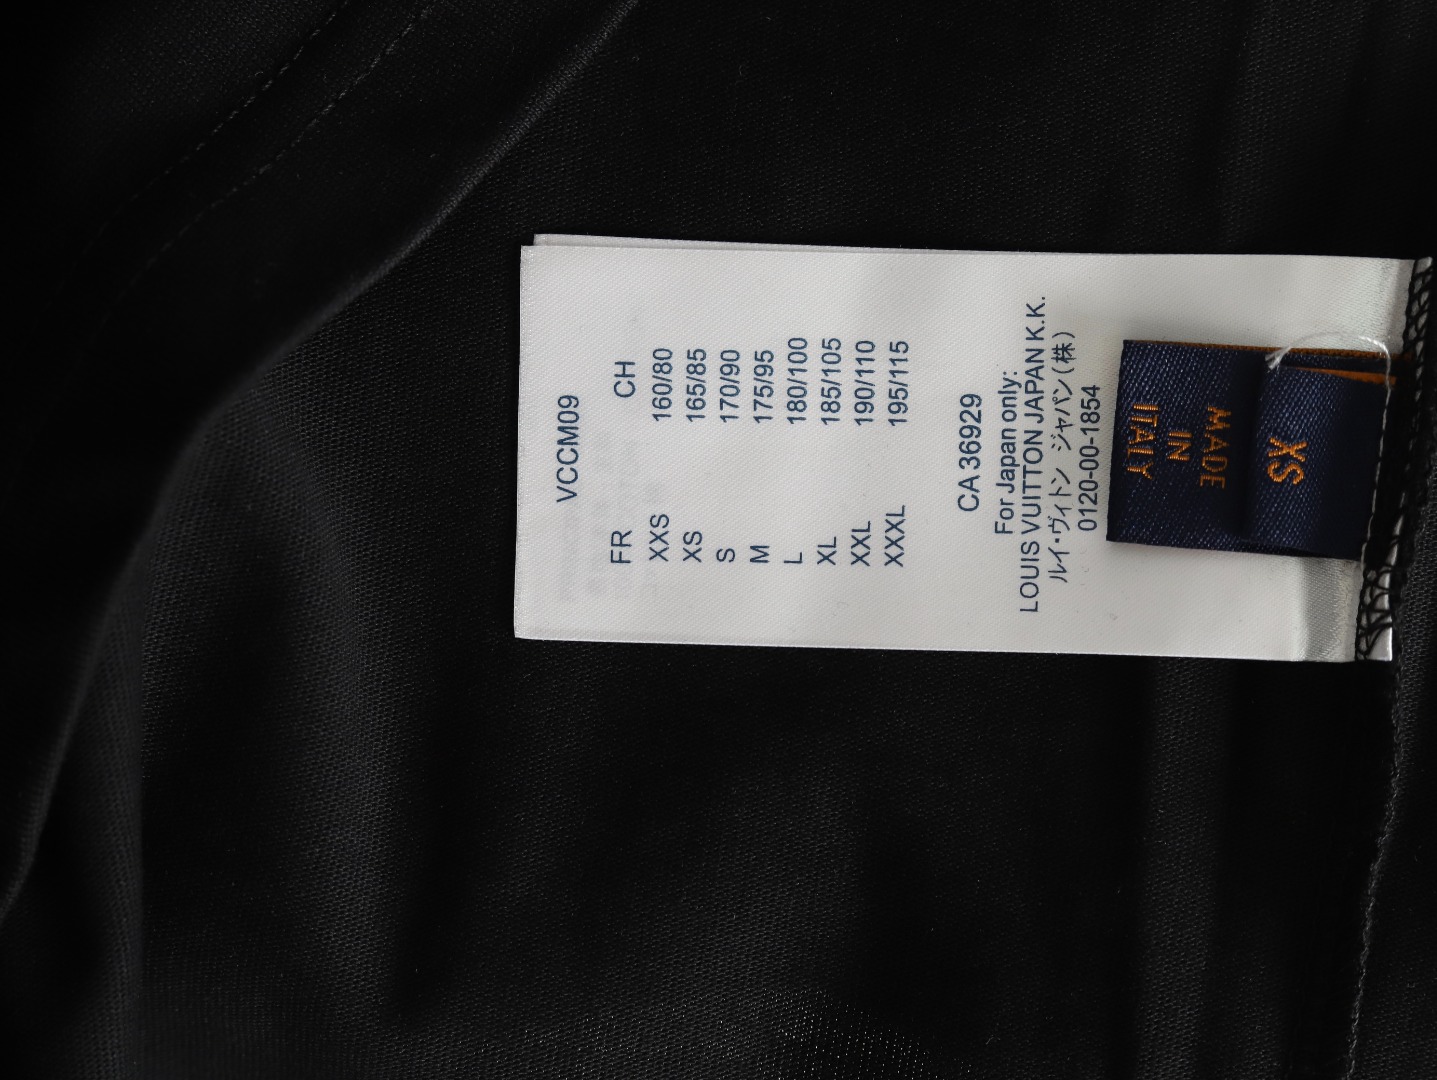 VCCM09
FR CH
XXS 160/80
XS 165/85
S 170/90
M 175/95
L 180/100
XL 185/105
XXL 190/110
XXXL 195/115
CA 36929
For Japan only:
LOUIS VUITTON JAPAN K.K.
ルイ・ヴィトン ジャパン(株)
0120-00-1854
XS
MADE
IN
ITALY